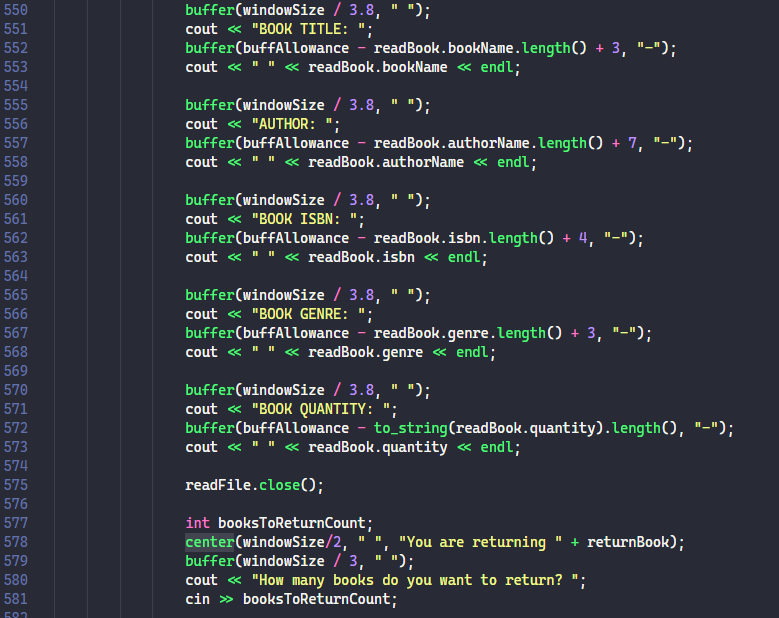 550 buffer(windowSize / 3.8, " ");
551 cout << "BOOK TITLE: ";
552 buffer(buffAllowance - readBook.bookName.length() + 3, "-");
553 cout << " " << readBook.bookName << endl;
554
555 buffer(windowSize / 3.8, " ");
556 cout << "AUTHOR: ";
557 buffer(buffAllowance - readBook.authorName.length() + 7, "-");
558 cout << " " << readBook.authorName << endl;
559
560 buffer(windowSize / 3.8, " ");
561 cout << "BOOK ISBN: ";
562 buffer(buffAllowance - readBook.isbn.length() + 4, "-");
563 cout << " " << readBook.isbn << endl;
564
565 buffer(windowSize / 3.8, " ");
566 cout << "BOOK GENRE: ";
567 buffer(buffAllowance - readBook.genre.length() + 3, "-");
568 cout << " " << readBook.genre << endl;
569
570 buffer(windowSize / 3.8, " ");
571 cout << "BOOK QUANTITY: ";
572 buffer(buffAllowance - to_string(readBook.quantity).length(), "-");
573 cout << " " << readBook.quantity << endl;
574
575 readFile.close();
576
577 int booksToReturnCount;
578 center(windowSize/2, " ", "You are returning " + returnBook);
579 buffer(windowSize / 3, " ");
580 cout << "How many books do you want to return? ";
581 cin >> booksToReturnCount;
582